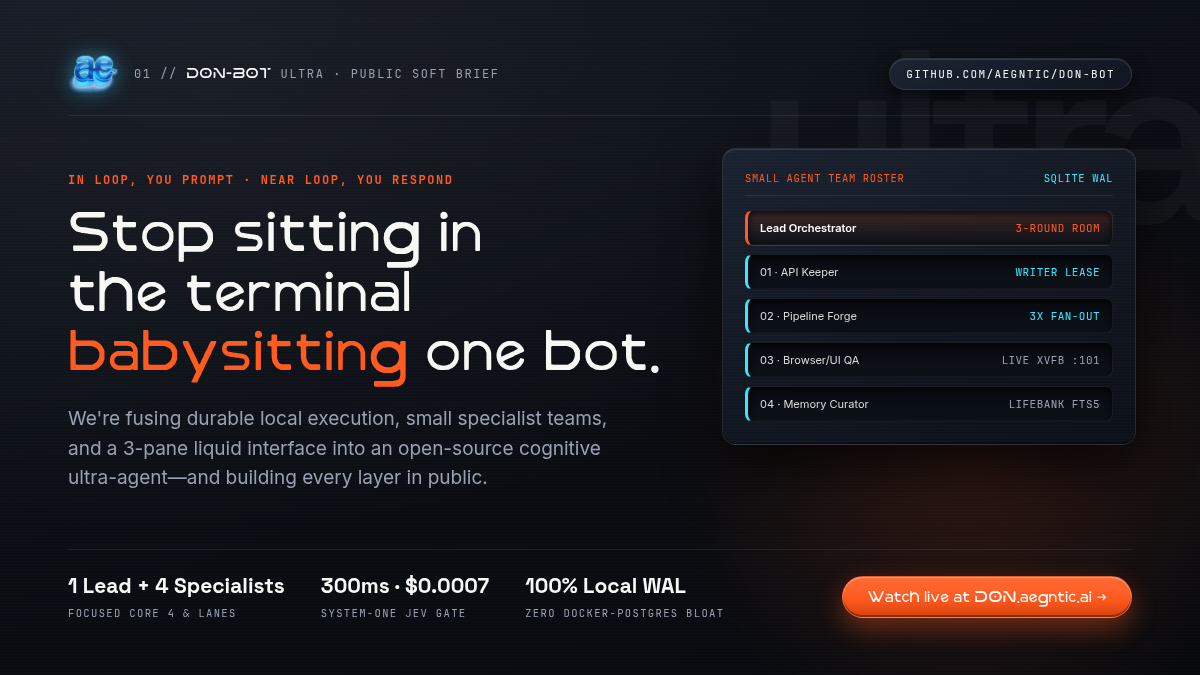 ae
01 // DON-BOT ULTRA · PUBLIC SOFT BRIEF
GITHUB.COM/AEGNTIC/DON-BOT
ultra
IN LOOP, YOU PROMPT · NEAR LOOP, YOU RESPOND
Stop sitting in
the terminal
babysitting one bot.
We're fusing durable local execution, small specialist teams,
and a 3-pane liquid interface into an open-source cognitive
ultra-agent—and building every layer in public.
SMALL AGENT TEAM ROSTER SQLITE WAL
Lead Orchestrator 3-ROUND ROOM
01 · API Keeper WRITER LEASE
02 · Pipeline Forge 3X FAN-OUT
03 · Browser/UI QA LIVE XVFB :101
04 · Memory Curator LIFEBANK FTS5
1 Lead + 4 Specialists
FOCUSED CORE 4 & LANES
300ms · $0.0007
SYSTEM-ONE JEV GATE
100% Local WAL
ZERO DOCKER-POSTGRES BLOAT
Watch live at DON.aegntic.ai →